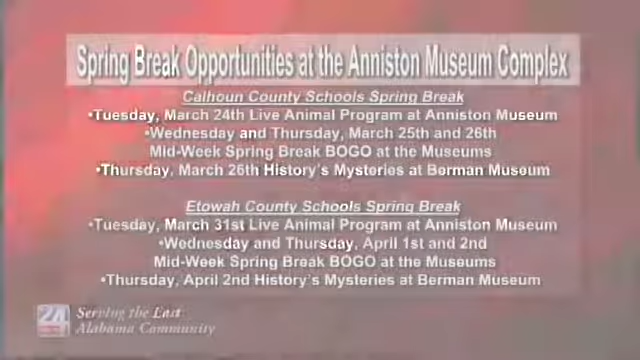 Spring Break Opportunities at the Anniston Museum Complex
Calhoun County Schools Spring Break
•Tuesday, March 24th Live Animal Program at Anniston Museum
•Wednesday and Thursday, March 25th and 26th
Mid-Week Spring Break BOGO at the Museums
•Thursday, March 26th History's Mysteries at Berman Museum
Etowah County Schools Spring Break
•Tuesday, March 31st Live Animal Program at Anniston Museum
•Wednesday and Thursday, April 1st and 2nd
Mid-Week Spring Break BOGO at the Museums
•Thursday, April 2nd History's Mysteries at Berman Museum
24
Serving the East
Alabama Community